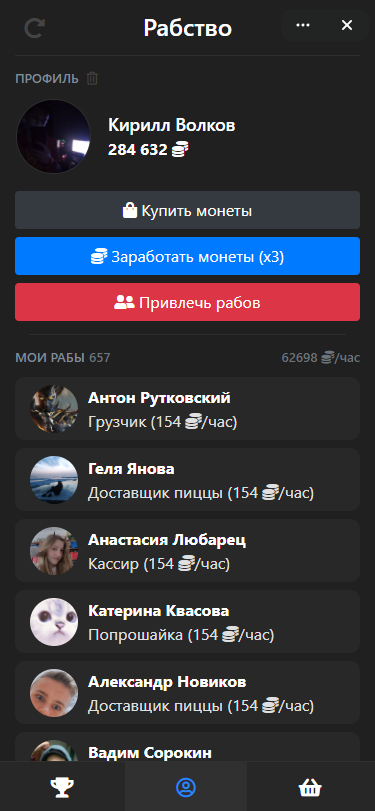 Рабство
ПРОФИЛЬ
Кирилл Волков
284 632
Купить монеты
Заработать монеты (x3)
Привлечь рабов
МОИ РАБЫ 657
62698 /час
Антон Рутковский
Грузчик (154 /час)
Геля Янова
Доставщик пиццы (154 /час)
Анастасия Любарец
Кассир (154 /час)
Катерина Квасова
Попрошайка (154 /час)
Александр Новиков
Доставщик пиццы (154 /час)
Вадим Сорокин